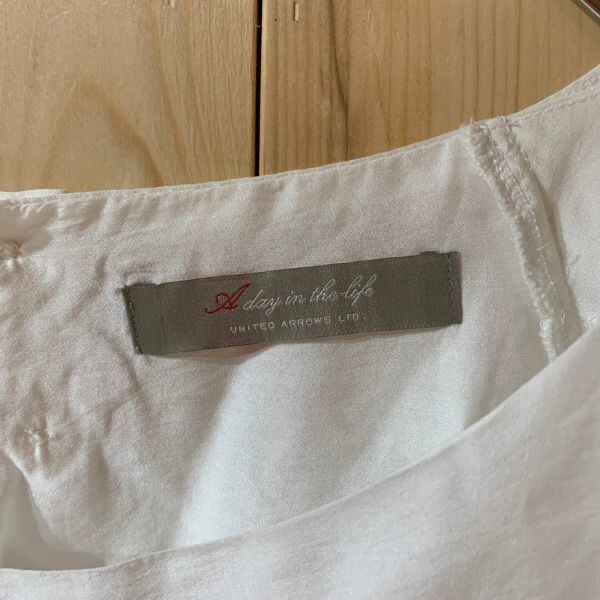 A day in the life
UNITED ARROWS LTD.